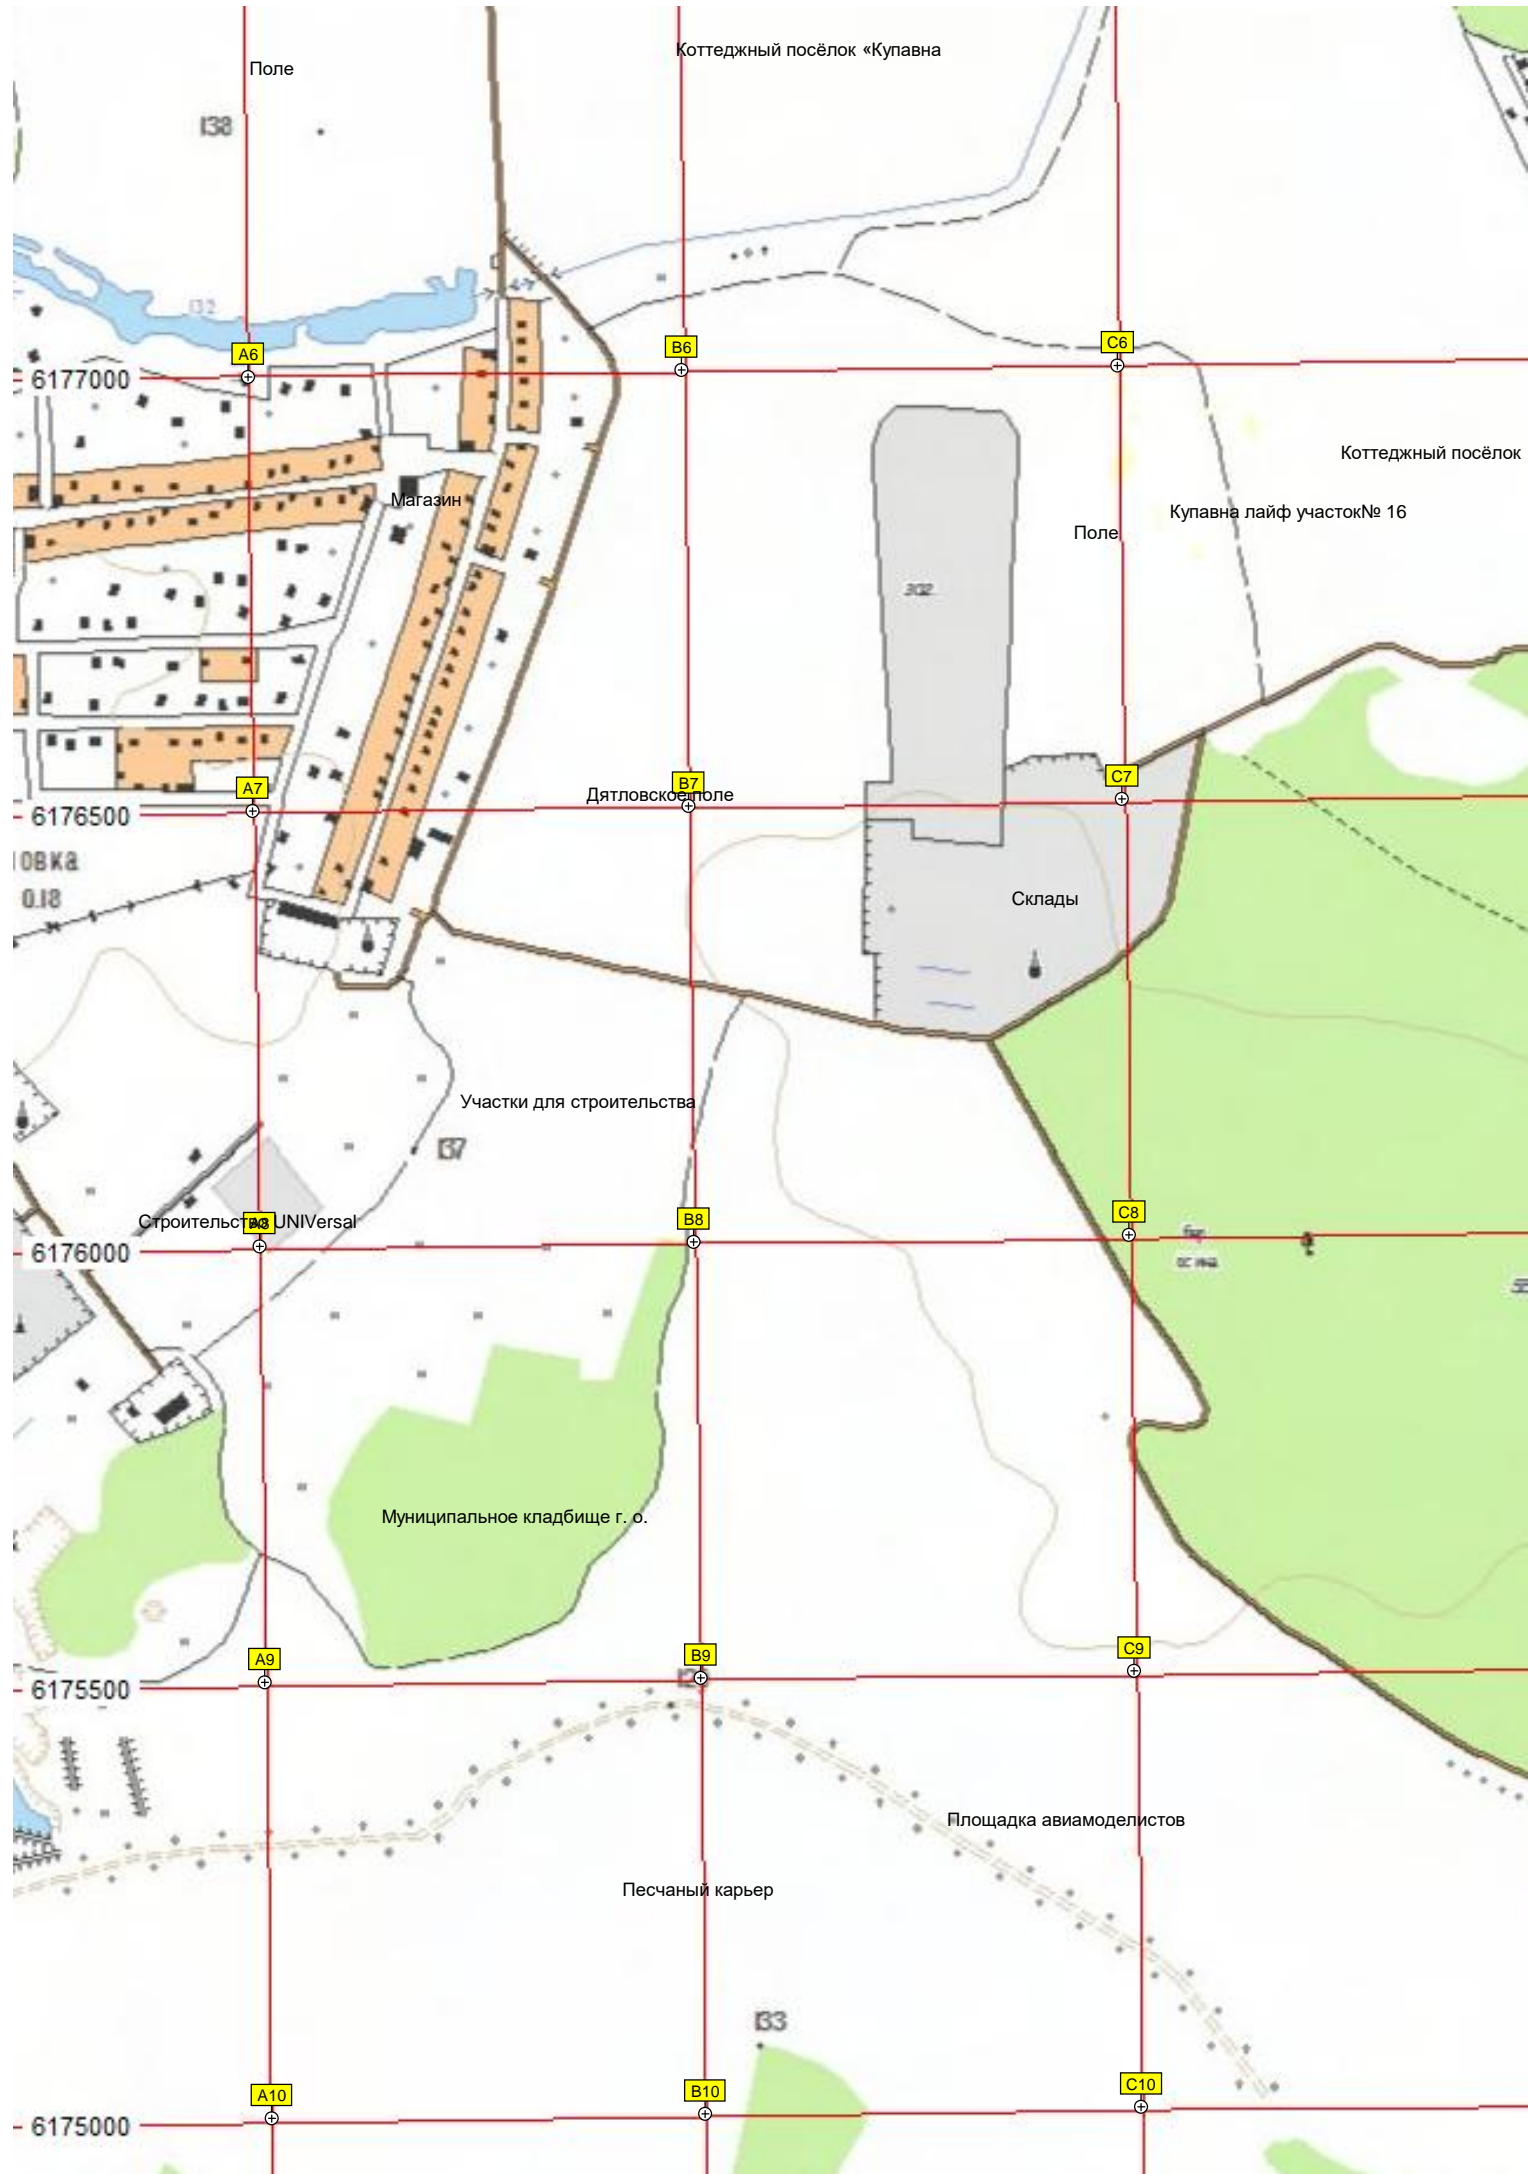 Коттеджный посёлок «Купавна
Поле
138
132
A6
B6
C6
6177000
Коттеджный посёлок
Магазин
Купавна лайф участок№ 16
Поле
302
A7
B7
C7
Дятловское поле
6176500
овка
0.18
Склады
Участки для строительства
137
Строительство UNIVersal
A8
B8
C8
6176000
Муниципальное кладбище г. о.
A9
B9
C9
6175500
Площадка авиамоделистов
Песчаный карьер
133
A10
B10
C10
6175000